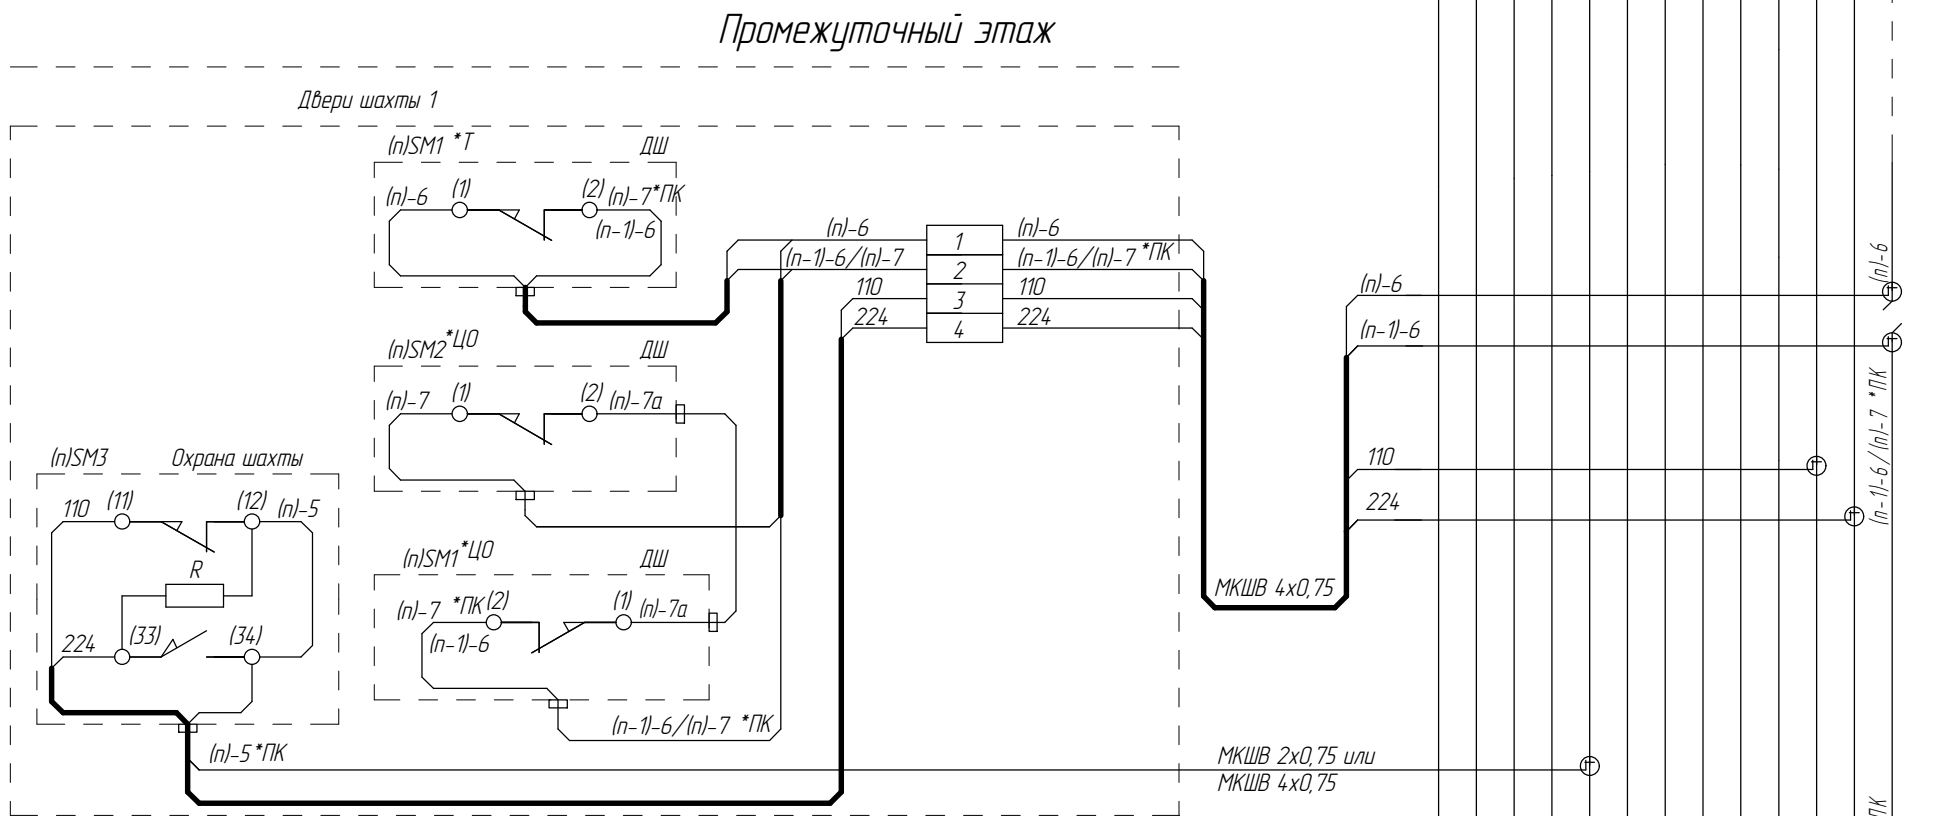 Промежуточный этаж
Двери шахты 1
(n)SM1 *Т ДШ
(n)-6 (1) (2) (n)-7*ПК
(n-1)-6
(n)-6 1 (n)-6
(n-1)-6/(n)-7 2 (n-1)-6/(n)-7 *ПК
110 3 110
224 4 224
(n)-6
(n)-6
(n-1)-6
(n-1)-6/(n)-7 *ПК
110
224
(n)SM2 *ЦО ДШ
(n)-7 (1) (2) (n)-7а
(n)SM3 Охрана шахты
110 (11) (12) (n)-5
R
224 (33) (34)
(n)SM1 *ЦО ДШ
(n)-7 *ПК (2) (1) (n)-7а
(n-1)-6
(n-1)-6/(n)-7 *ПК
МКШВ 4х0,75
(n)-5 *ПК
МКШВ 2х0,75 или
МКШВ 4х0,75
ПК